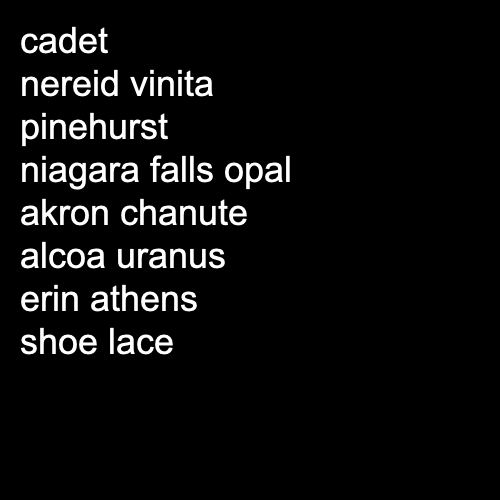 cadet
nereid vinita
pinehurst
niagara falls opal
akron chanute
alcoa uranus
erin athens
shoe lace